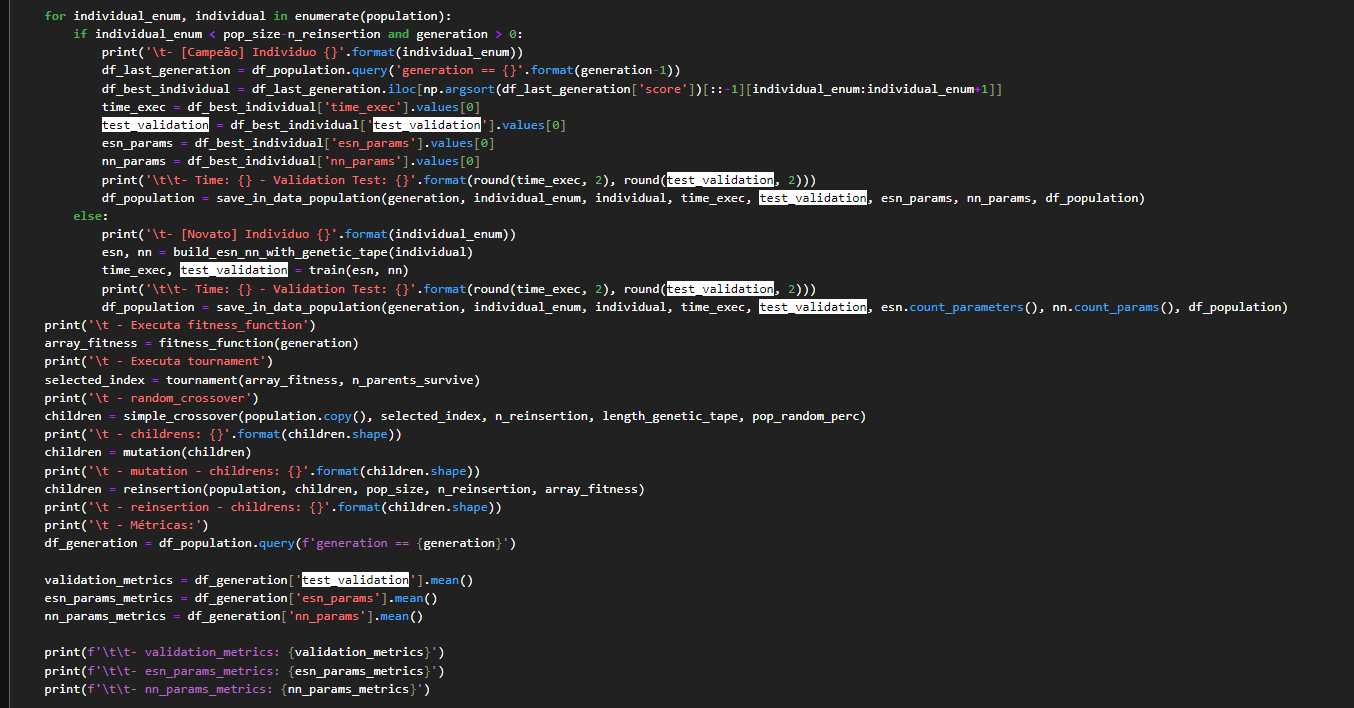 for individual_enum, individual in enumerate(population):
    if individual_enum < pop_size-n_reinsertion and generation > 0:
        print('\t- [Campeão] Individuo {}'.format(individual_enum))
        df_last_generation = df_population.query('generation == {}'.format(generation-1))
        df_best_individual = df_last_generation.iloc[np.argsort(df_last_generation['score'])[::-1][individual_enum:individual_enum+1]]
        time_exec = df_best_individual['time_exec'].values[0]
        test_validation = df_best_individual['test_validation'].values[0]
        esn_params = df_best_individual['esn_params'].values[0]
        nn_params = df_best_individual['nn_params'].values[0]
        print('\t\t- Time: {} - Validation Test: {}'.format(round(time_exec, 2), round(test_validation, 2)))
        df_population = save_in_data_population(generation, individual_enum, individual, time_exec, test_validation, esn_params, nn_params, df_population)
    else:
        print('\t- [Novato] Individuo {}'.format(individual_enum))
        esn, nn = build_esn_nn_with_genetic_tape(individual)
        time_exec, test_validation = train(esn, nn)
        print('\t\t- Time: {} - Validation Test: {}'.format(round(time_exec, 2), round(test_validation, 2)))
        df_population = save_in_data_population(generation, individual_enum, individual, time_exec, test_validation, esn.count_parameters(), nn.count_params(), df_population)
print('\t - Executa fitness_function')
array_fitness = fitness_function(generation)
print('\t - Executa tournament')
selected_index = tournament(array_fitness, n_parents_survive)
print('\t - random_crossover')
children = simple_crossover(population.copy(), selected_index, n_reinsertion, length_genetic_tape, pop_random_perc)
print('\t - childrens: {}'.format(children.shape))
children = mutation(children)
print('\t - mutation - childrens: {}'.format(children.shape))
children = reinsertion(population, children, pop_size, n_reinsertion, array_fitness)
print('\t - reinsertion - childrens: {}'.format(children.shape))
print('\t - Métricas:')
df_generation = df_population.query(f'generation == {generation}')

validation_metrics = df_generation['test_validation'].mean()
esn_params_metrics = df_generation['esn_params'].mean()
nn_params_metrics = df_generation['nn_params'].mean()

print(f'\t\t- validation_metrics: {validation_metrics}')
print(f'\t\t- esn_params_metrics: {esn_params_metrics}')
print(f'\t\t- nn_params_metrics: {nn_params_metrics}')